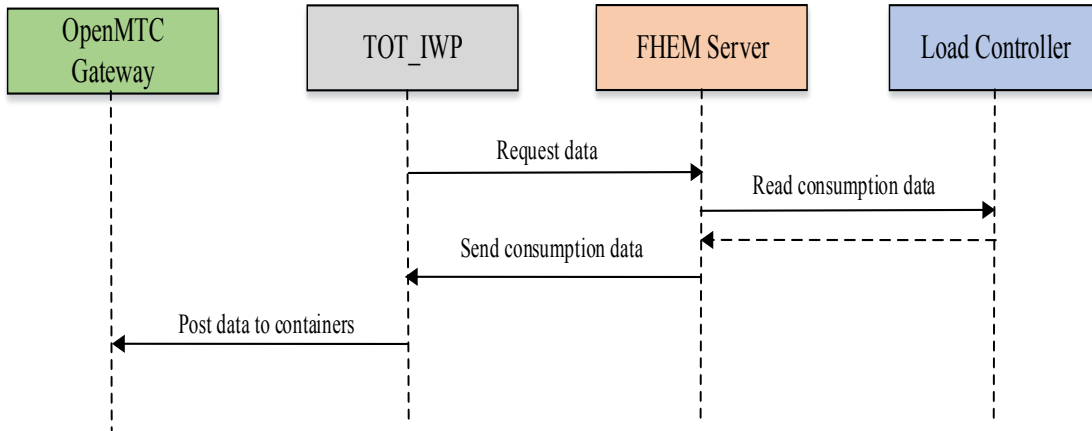 OpenMTC
Gateway
TOT_IWP
FHEM Server
Load Controller
Request data
Read consumption data
Send consumption data
Post data to containers